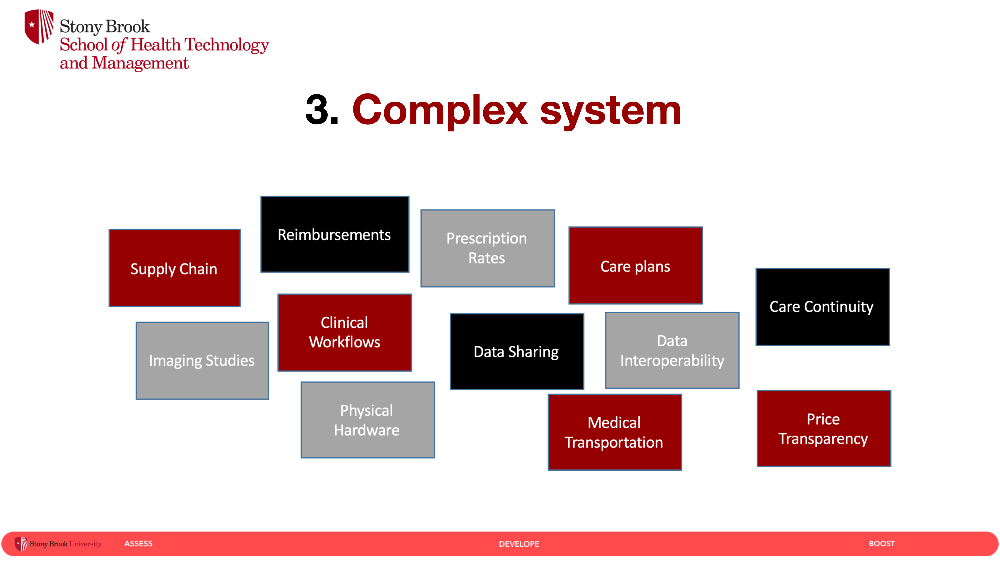 Stony Brook
School of Health Technology
and Management
3. Complex system
Reimbursements
Prescription
Rates
Supply Chain
Care plans
Care Continuity
Clinical
Workflows
Data Sharing
Data
Interoperability
Imaging Studies
Physical
Hardware
Medical
Transportation
Price
Transparency
Stony Brook University
ASSESS
DEVELOPE
BOOST